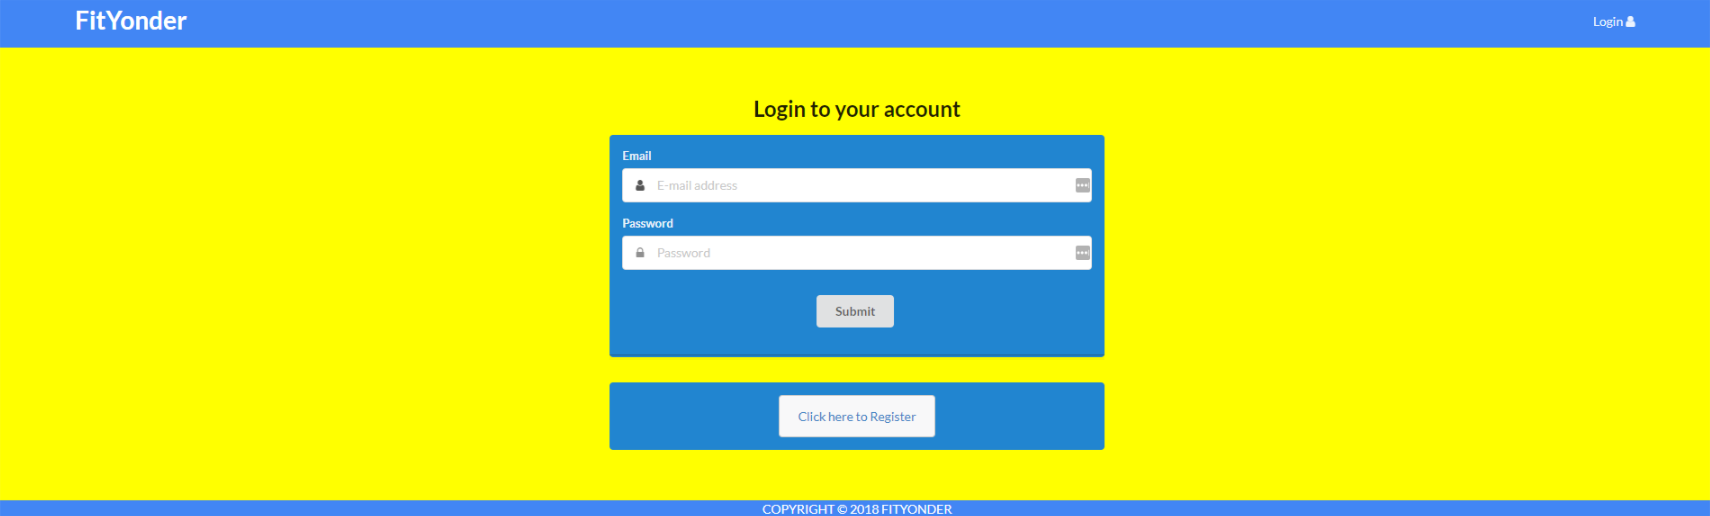 FitYonder
Login
Login to your account
Email
E-mail address
Password
Password
Submit
Click here to Register
COPYRIGHT © 2018 FITYONDER